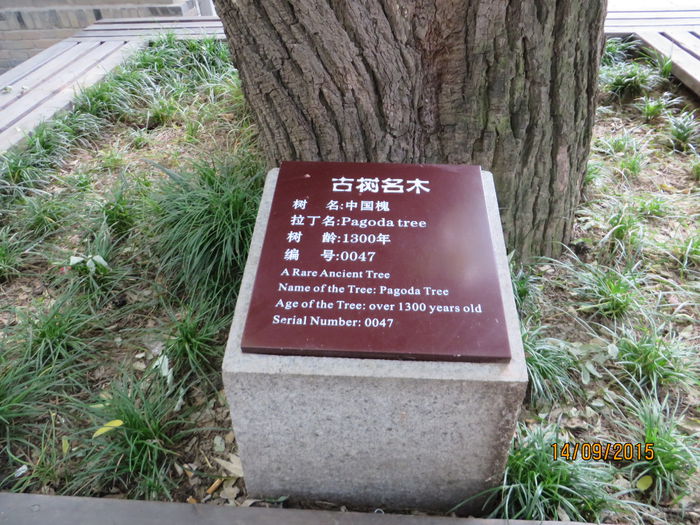 古树名木
树 名:中国槐
拉丁名:Pagoda tree
树 龄:1300年
编 号:0047
A Rare Ancient Tree
Name of the Tree: Pagoda Tree
Age of the Tree: over 1300 years old
Serial Number: 0047
14/09/2015